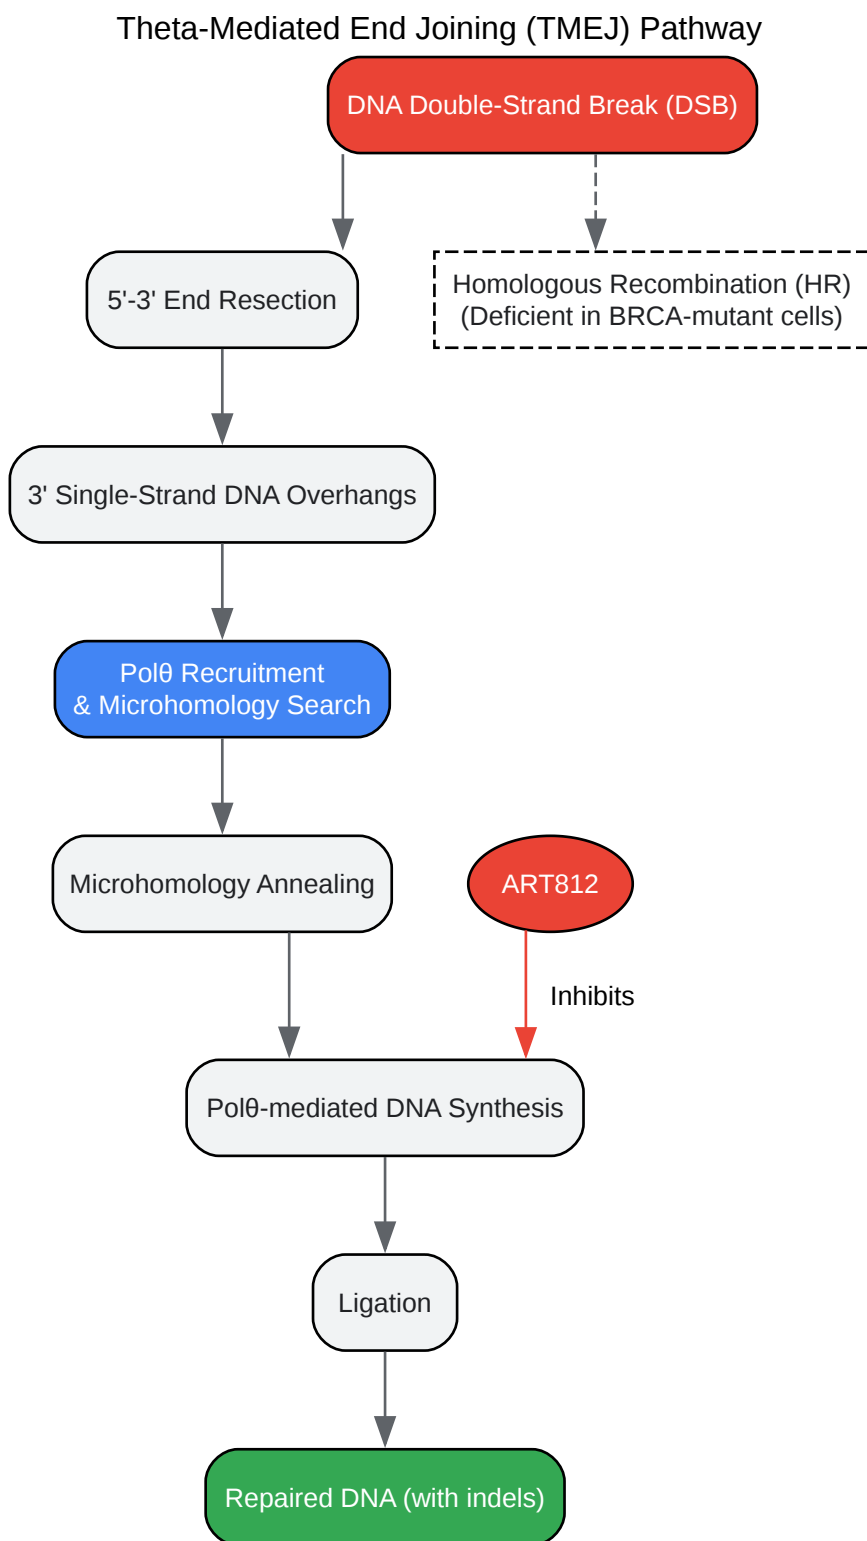 Theta-Mediated End Joining (TMEJ) Pathway
DNA Double-Strand Break (DSB)
5'-3' End Resection
Homologous Recombination (HR)
(Deficient in BRCA-mutant cells)
3' Single-Strand DNA Overhangs
Polθ Recruitment
& Microhomology Search
Microhomology Annealing
ART812
Inhibits
Polθ-mediated DNA Synthesis
Ligation
Repaired DNA (with indels)